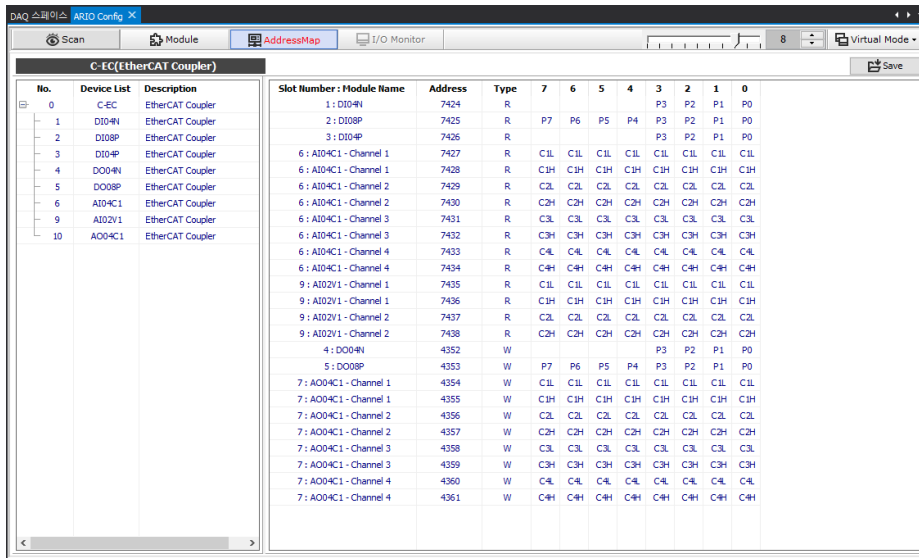 DAQ 스페이스 ARIO Config
Scan Module AddressMap I/O Monitor 8 Virtual Mode
C-EC(EtherCAT Coupler) Save
No. Device List Description
0 C-EC EtherCAT Coupler
1 DI04N EtherCAT Coupler
2 DI08P EtherCAT Coupler
3 DI04P EtherCAT Coupler
4 DO04N EtherCAT Coupler
5 DO08P EtherCAT Coupler
6 AI04C1 EtherCAT Coupler
9 AI02V1 EtherCAT Coupler
10 AO04C1 EtherCAT Coupler
Slot Number : Module Name Address Type 7 6 5 4 3 2 1 0
1 : DI04N 7424 R P3 P2 P1 P0
2 : DI08P 7425 R P7 P6 P5 P4 P3 P2 P1 P0
3 : DI04P 7426 R P3 P2 P1 P0
6 : AI04C1 - Channel 1 7427 R C1L C1L C1L C1L C1L C1L C1L C1L
6 : AI04C1 - Channel 1 7428 R C1H C1H C1H C1H C1H C1H C1H C1H
6 : AI04C1 - Channel 2 7429 R C2L C2L C2L C2L C2L C2L C2L C2L
6 : AI04C1 - Channel 2 7430 R C2H C2H C2H C2H C2H C2H C2H C2H
6 : AI04C1 - Channel 3 7431 R C3L C3L C3L C3L C3L C3L C3L C3L
6 : AI04C1 - Channel 3 7432 R C3H C3H C3H C3H C3H C3H C3H C3H
6 : AI04C1 - Channel 4 7433 R C4L C4L C4L C4L C4L C4L C4L C4L
6 : AI04C1 - Channel 4 7434 R C4H C4H C4H C4H C4H C4H C4H C4H
9 : AI02V1 - Channel 1 7435 R C1L C1L C1L C1L C1L C1L C1L C1L
9 : AI02V1 - Channel 1 7436 R C1H C1H C1H C1H C1H C1H C1H C1H
9 : AI02V1 - Channel 2 7437 R C2L C2L C2L C2L C2L C2L C2L C2L
9 : AI02V1 - Channel 2 7438 R C2H C2H C2H C2H C2H C2H C2H C2H
4 : DO04N 4352 W P3 P2 P1 P0
5 : DO08P 4353 W P7 P6 P5 P4 P3 P2 P1 P0
7 : AO04C1 - Channel 1 4354 W C1L C1L C1L C1L C1L C1L C1L C1L
7 : AO04C1 - Channel 1 4355 W C1H C1H C1H C1H C1H C1H C1H C1H
7 : AO04C1 - Channel 2 4356 W C2L C2L C2L C2L C2L C2L C2L C2L
7 : AO04C1 - Channel 2 4357 W C2H C2H C2H C2H C2H C2H C2H C2H
7 : AO04C1 - Channel 3 4358 W C3L C3L C3L C3L C3L C3L C3L C3L
7 : AO04C1 - Channel 3 4359 W C3H C3H C3H C3H C3H C3H C3H C3H
7 : AO04C1 - Channel 4 4360 W C4L C4L C4L C4L C4L C4L C4L C4L
7 : AO04C1 - Channel 4 4361 W C4H C4H C4H C4H C4H C4H C4H C4H